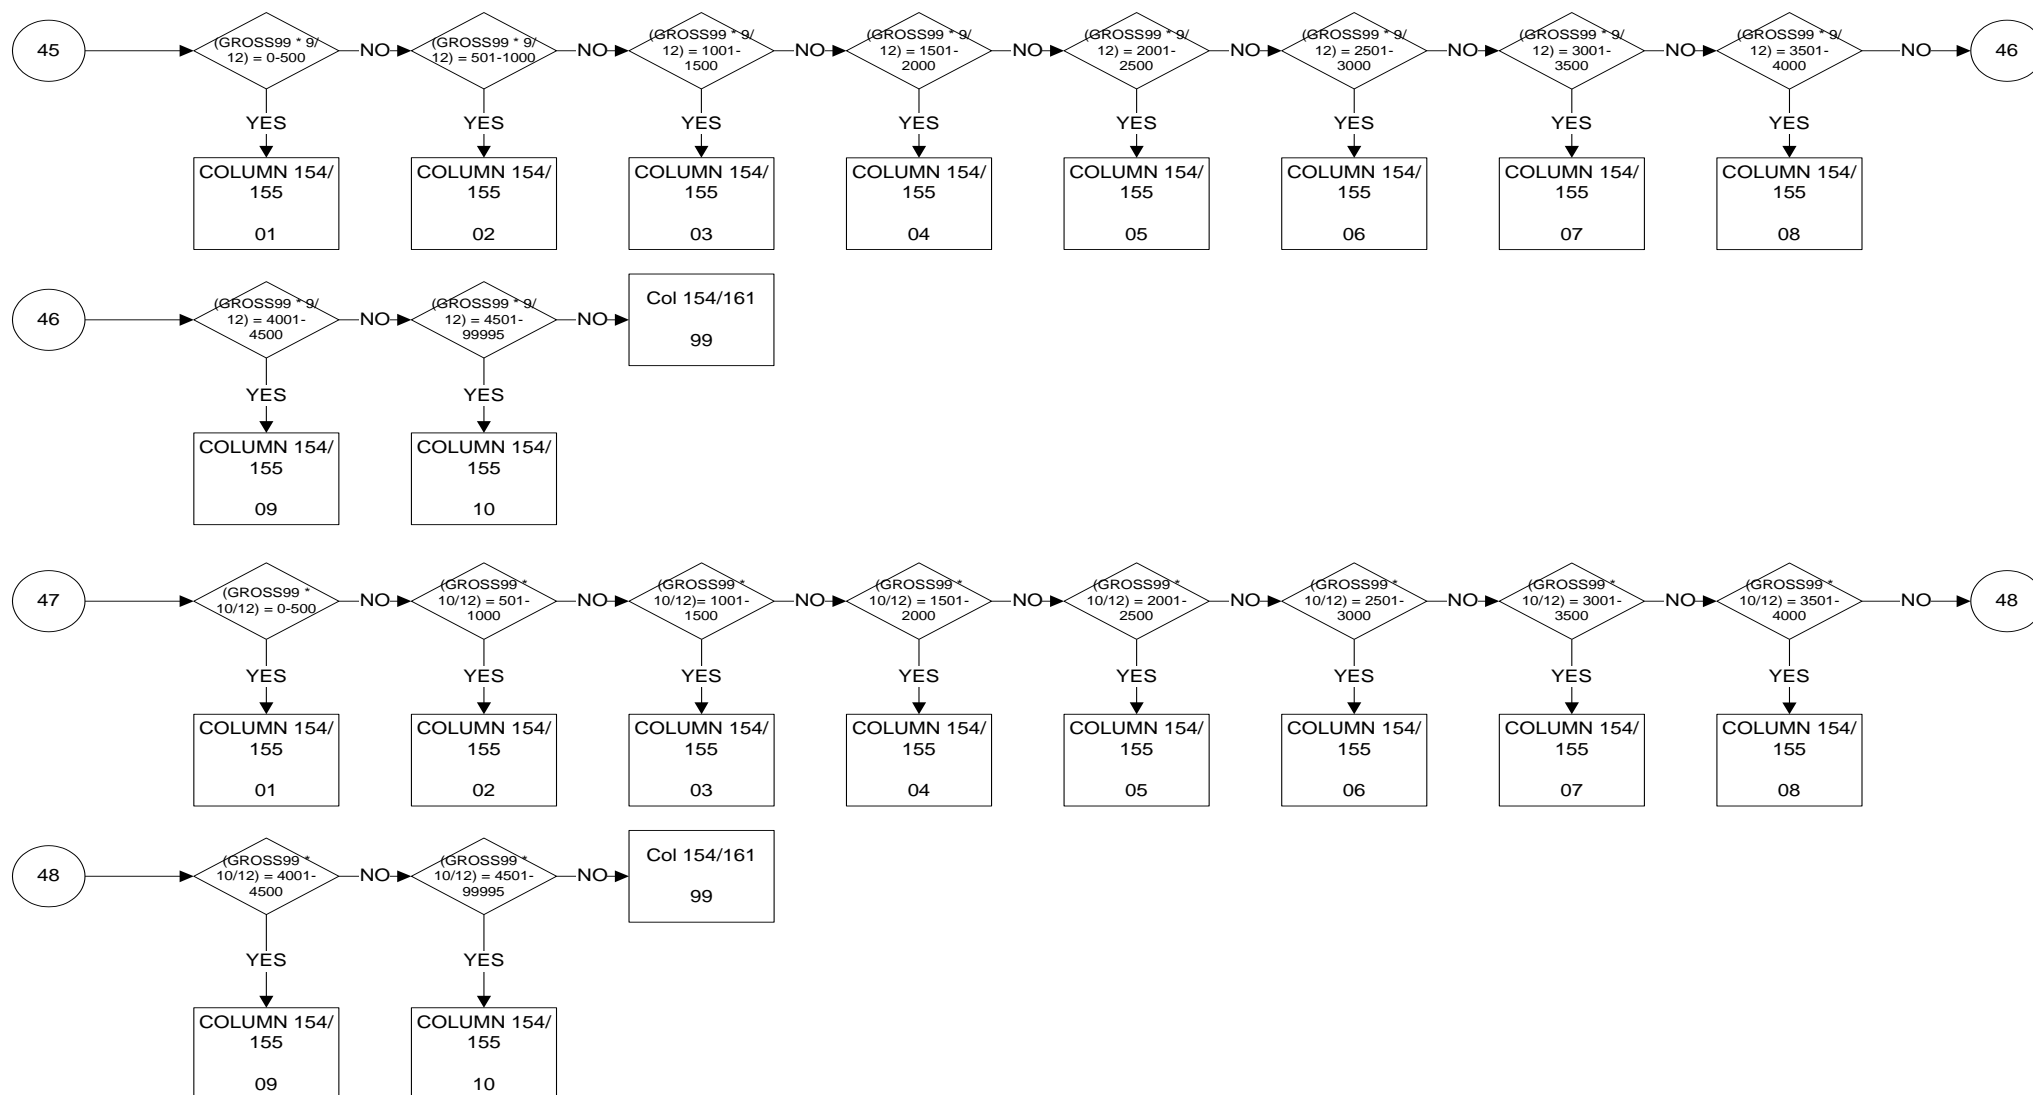 45
(GROSS99 * 9/
12) = 0-500
NO
(GROSS99 * 9/
12) = 501-1000
NO
(GROSS99 * 9/
12) = 1001-
1500
NO
(GROSS99 * 9/
12) = 1501-
2000
NO
(GROSS99 * 9/
12) = 2001-
2500
NO
(GROSS99 * 9/
12) = 2501-
3000
NO
(GROSS99 * 9/
12) = 3001-
3500
NO
(GROSS99 * 9/
12) = 3501-
4000
NO
46
YES
YES
YES
YES
YES
YES
YES
YES
COLUMN 154/
155
01
COLUMN 154/
155
02
COLUMN 154/
155
03
COLUMN 154/
155
04
COLUMN 154/
155
05
COLUMN 154/
155
06
COLUMN 154/
155
07
COLUMN 154/
155
08
46
(GROSS99 * 9/
12) = 4001-
4500
NO
(GROSS99 * 9/
12) = 4501-
99995
NO
Col 154/161
99
YES
YES
COLUMN 154/
155
09
COLUMN 154/
155
10
47
(GROSS99 *
10/12) = 0-500
NO
(GROSS99 *
10/12) = 501-
1000
NO
(GROSS99 *
10/12)= 1001-
1500
NO
(GROSS99 *
10/12) = 1501-
2000
NO
(GROSS99 *
10/12) = 2001-
2500
NO
(GROSS99 *
10/12) = 2501-
3000
NO
(GROSS99 *
10/12) = 3001-
3500
NO
(GROSS99 *
10/12) = 3501-
4000
NO
48
YES
YES
YES
YES
YES
YES
YES
YES
COLUMN 154/
155
01
COLUMN 154/
155
02
COLUMN 154/
155
03
COLUMN 154/
155
04
COLUMN 154/
155
05
COLUMN 154/
155
06
COLUMN 154/
155
07
COLUMN 154/
155
08
48
(GROSS99 *
10/12) = 4001-
4500
NO
(GROSS99 *
10/12) = 4501-
99995
NO
Col 154/161
99
YES
YES
COLUMN 154/
155
09
COLUMN 154/
155
10